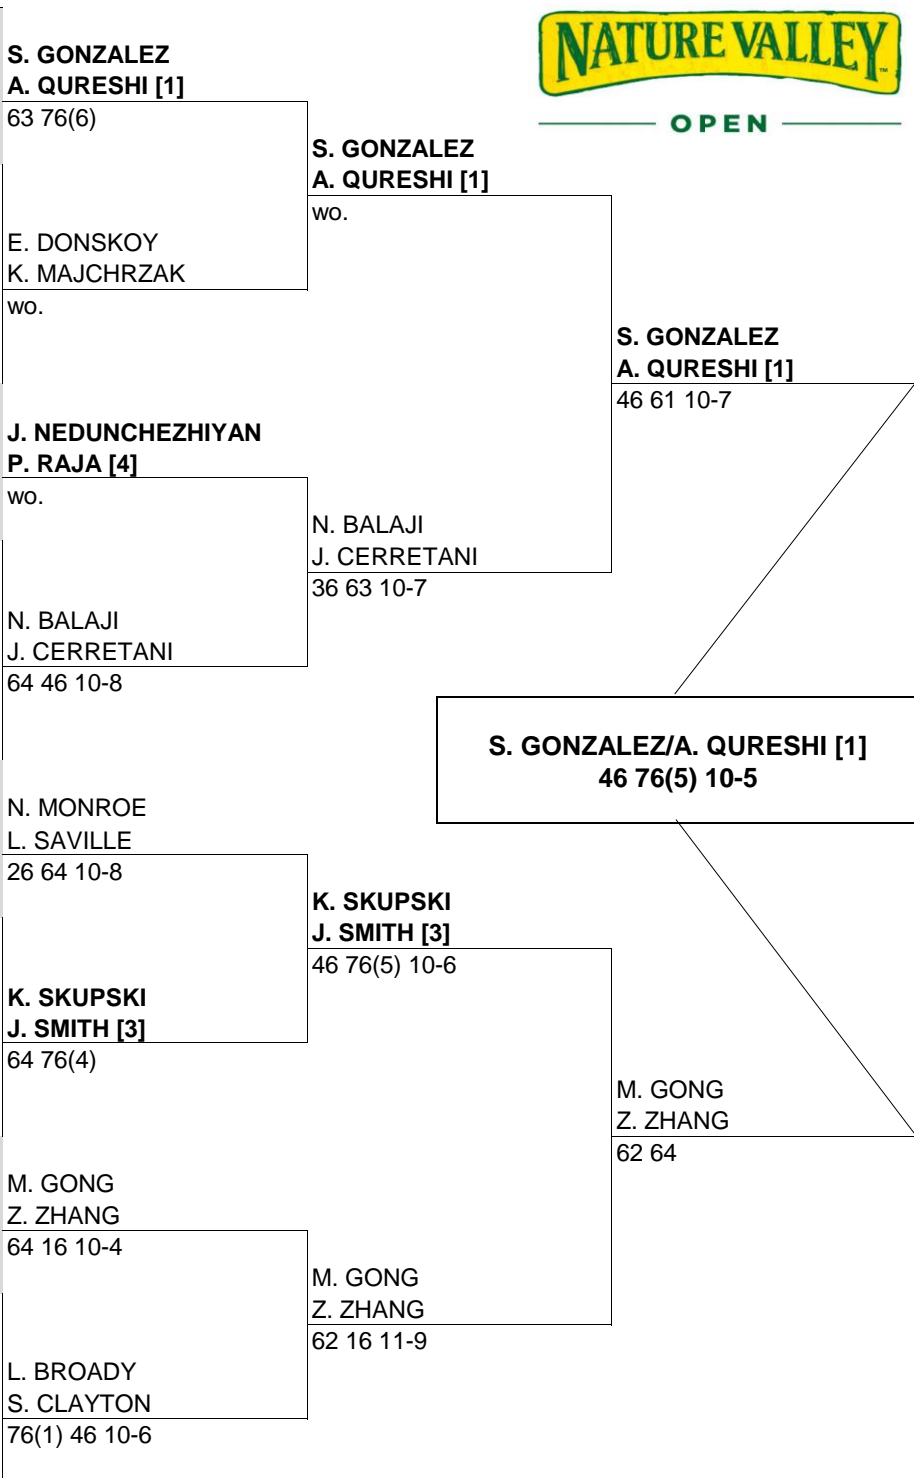 NATURE VALLEY
™
OPEN
S. GONZALEZ
A. QURESHI [1]
63 76(6)
E. DONSKOY
K. MAJCHRZAK
wo.
J. NEDUNCHEZHIYAN
P. RAJA [4]
wo.
N. BALAJI
J. CERRETANI
64 46 10-8
N. MONROE
L. SAVILLE
26 64 10-8
K. SKUPSKI
J. SMITH [3]
64 76(4)
M. GONG
Z. ZHANG
64 16 10-4
L. BROADY
S. CLAYTON
76(1) 46 10-6
S. GONZALEZ
A. QURESHI [1]
wo.
N. BALAJI
J. CERRETANI
36 63 10-7
K. SKUPSKI
J. SMITH [3]
46 76(5) 10-6
M. GONG
Z. ZHANG
62 16 11-9
S. GONZALEZ
A. QURESHI [1]
46 61 10-7
M. GONG
Z. ZHANG
62 64
S. GONZALEZ/A. QURESHI [1]
46 76(5) 10-5